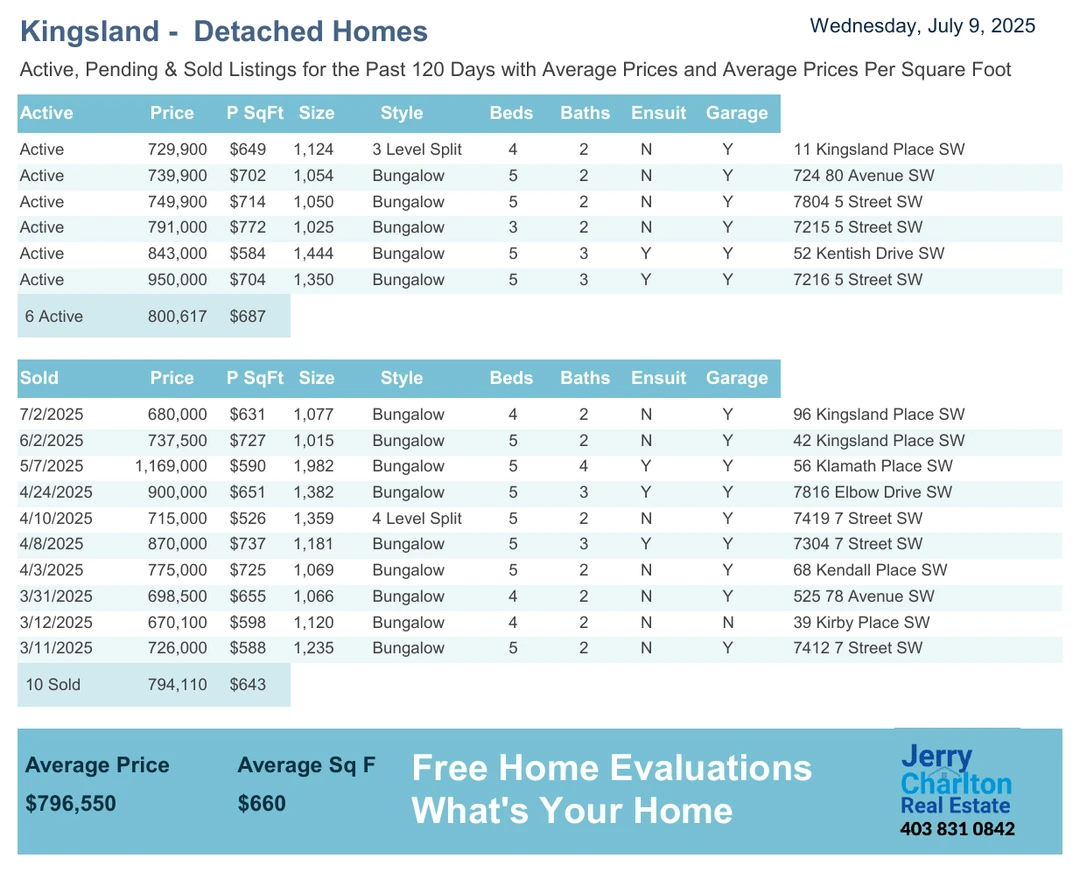 Kingsland - Detached Homes
Wednesday, July 9, 2025
Active, Pending & Sold Listings for the Past 120 Days with Average Prices and Average Prices Per Square Foot
Active Price P SqFt Size Style Beds Baths Ensuit Garage
Active 729,900 $649 1,124 3 Level Split 4 2 N Y 11 Kingsland Place SW
Active 739,900 $702 1,054 Bungalow 5 2 N Y 724 80 Avenue SW
Active 749,900 $714 1,050 Bungalow 5 2 N Y 7804 5 Street SW
Active 791,000 $772 1,025 Bungalow 3 2 N Y 7215 5 Street SW
Active 843,000 $584 1,444 Bungalow 5 3 Y Y 52 Kentish Drive SW
Active 950,000 $704 1,350 Bungalow 5 3 Y Y 7216 5 Street SW
6 Active 800,617 $687
Sold Price P SqFt Size Style Beds Baths Ensuit Garage
7/2/2025 680,000 $631 1,077 Bungalow 4 2 N Y 96 Kingsland Place SW
6/2/2025 737,500 $727 1,015 Bungalow 5 2 N Y 42 Kingsland Place SW
5/7/2025 1,169,000 $590 1,982 Bungalow 5 4 Y Y 56 Klamath Place SW
4/24/2025 900,000 $651 1,382 Bungalow 5 3 Y Y 7816 Elbow Drive SW
4/10/2025 715,000 $526 1,359 4 Level Split 5 2 N Y 7419 7 Street SW
4/8/2025 870,000 $737 1,181 Bungalow 5 3 Y Y 7304 7 Street SW
4/3/2025 775,000 $725 1,069 Bungalow 5 2 N Y 68 Kendall Place SW
3/31/2025 698,500 $655 1,066 Bungalow 4 2 N Y 525 78 Avenue SW
3/12/2025 670,100 $598 1,120 Bungalow 4 2 N N 39 Kirby Place SW
3/11/2025 726,000 $588 1,235 Bungalow 5 2 N Y 7412 7 Street SW
10 Sold 794,110 $643
Average Price Average Sq F
$796,550 $660
Free Home Evaluations
What's Your Home
Jerry
Charlton
Real Estate
403 831 0842